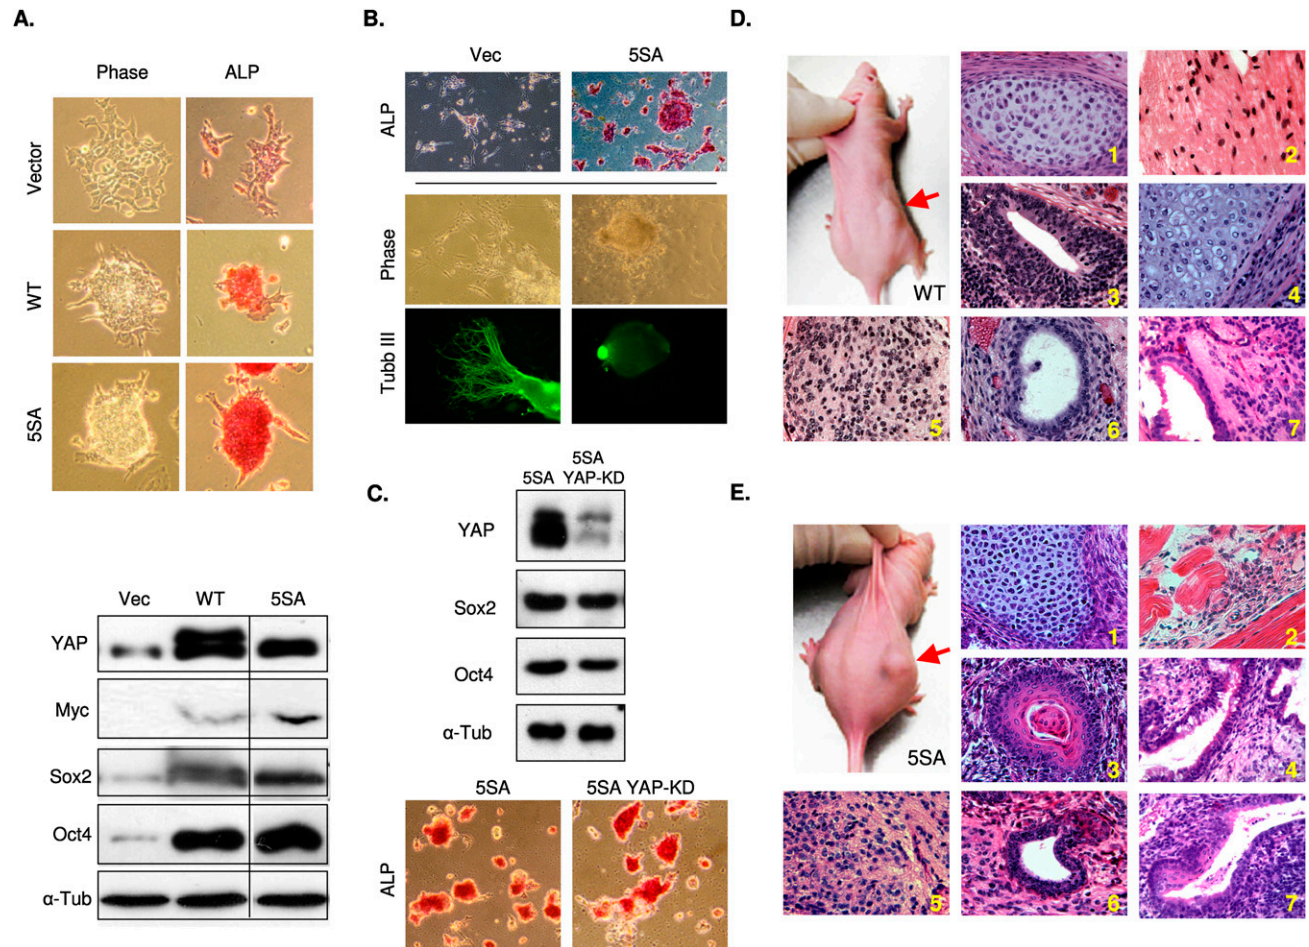 A.
Phase ALP
Vector
WT
5SA
Vec WT 5SA
YAP
Myc
Sox2
Oct4
α-Tub
B.
Vec 5SA
ALP
Phase
Tubb III
C.
5SA 5SA YAP-KD
YAP
Sox2
Oct4
α-Tub
5SA 5SA YAP-KD
ALP
D.
WT
1
2
3
4
5
6
7
E.
5SA
1
2
3
4
5
6
7